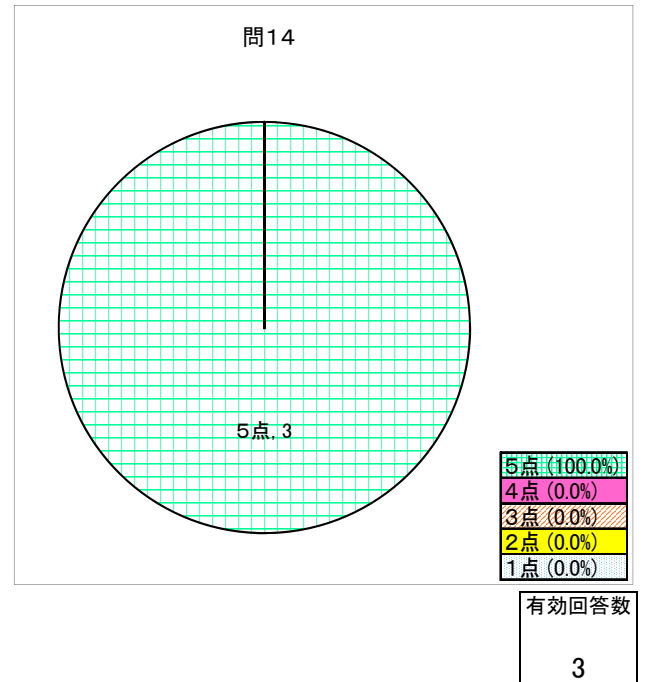 問14
5点, 3
5点 (100.0%)
4点 (0.0%)
3点 (0.0%)
2点 (0.0%)
1点 (0.0%)
有効回答数
3